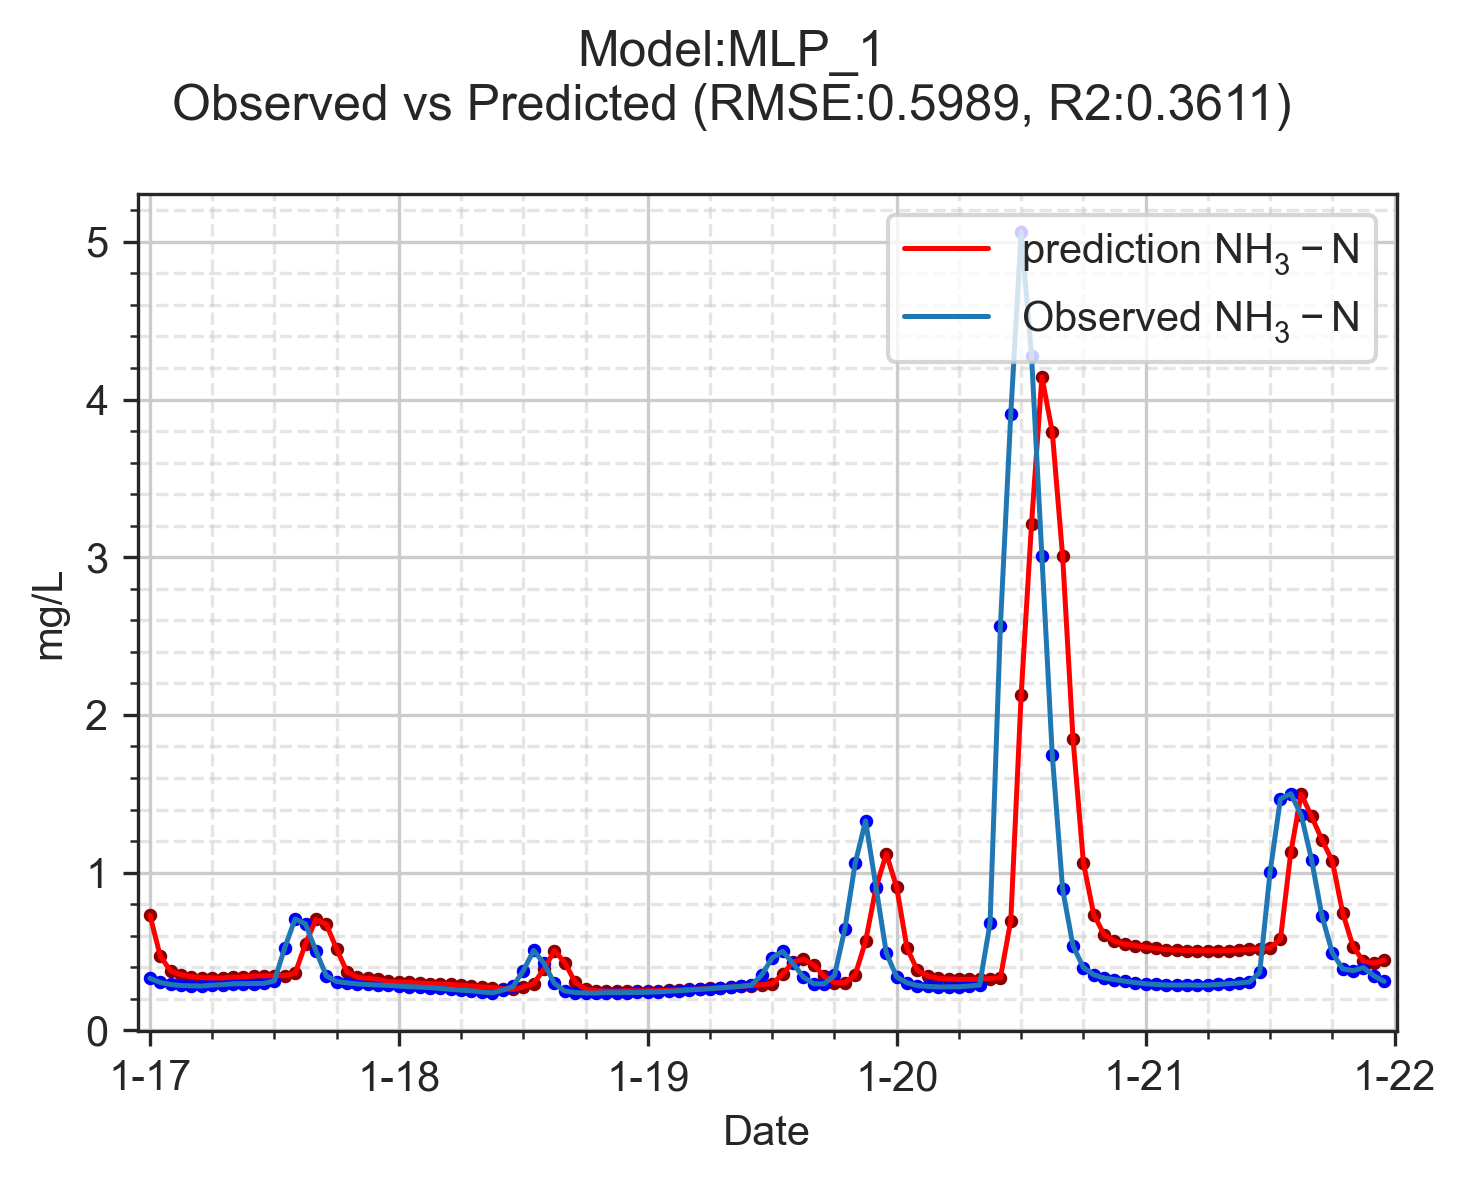 Model:MLP_1
Observed vs Predicted (RMSE:0.5989, R2:0.3611)
prediction NH₃ − N
Observed NH₃ − N
5
4
3
2
1
0
mg/L
1-17 1-18 1-19 1-20 1-21 1-22
Date